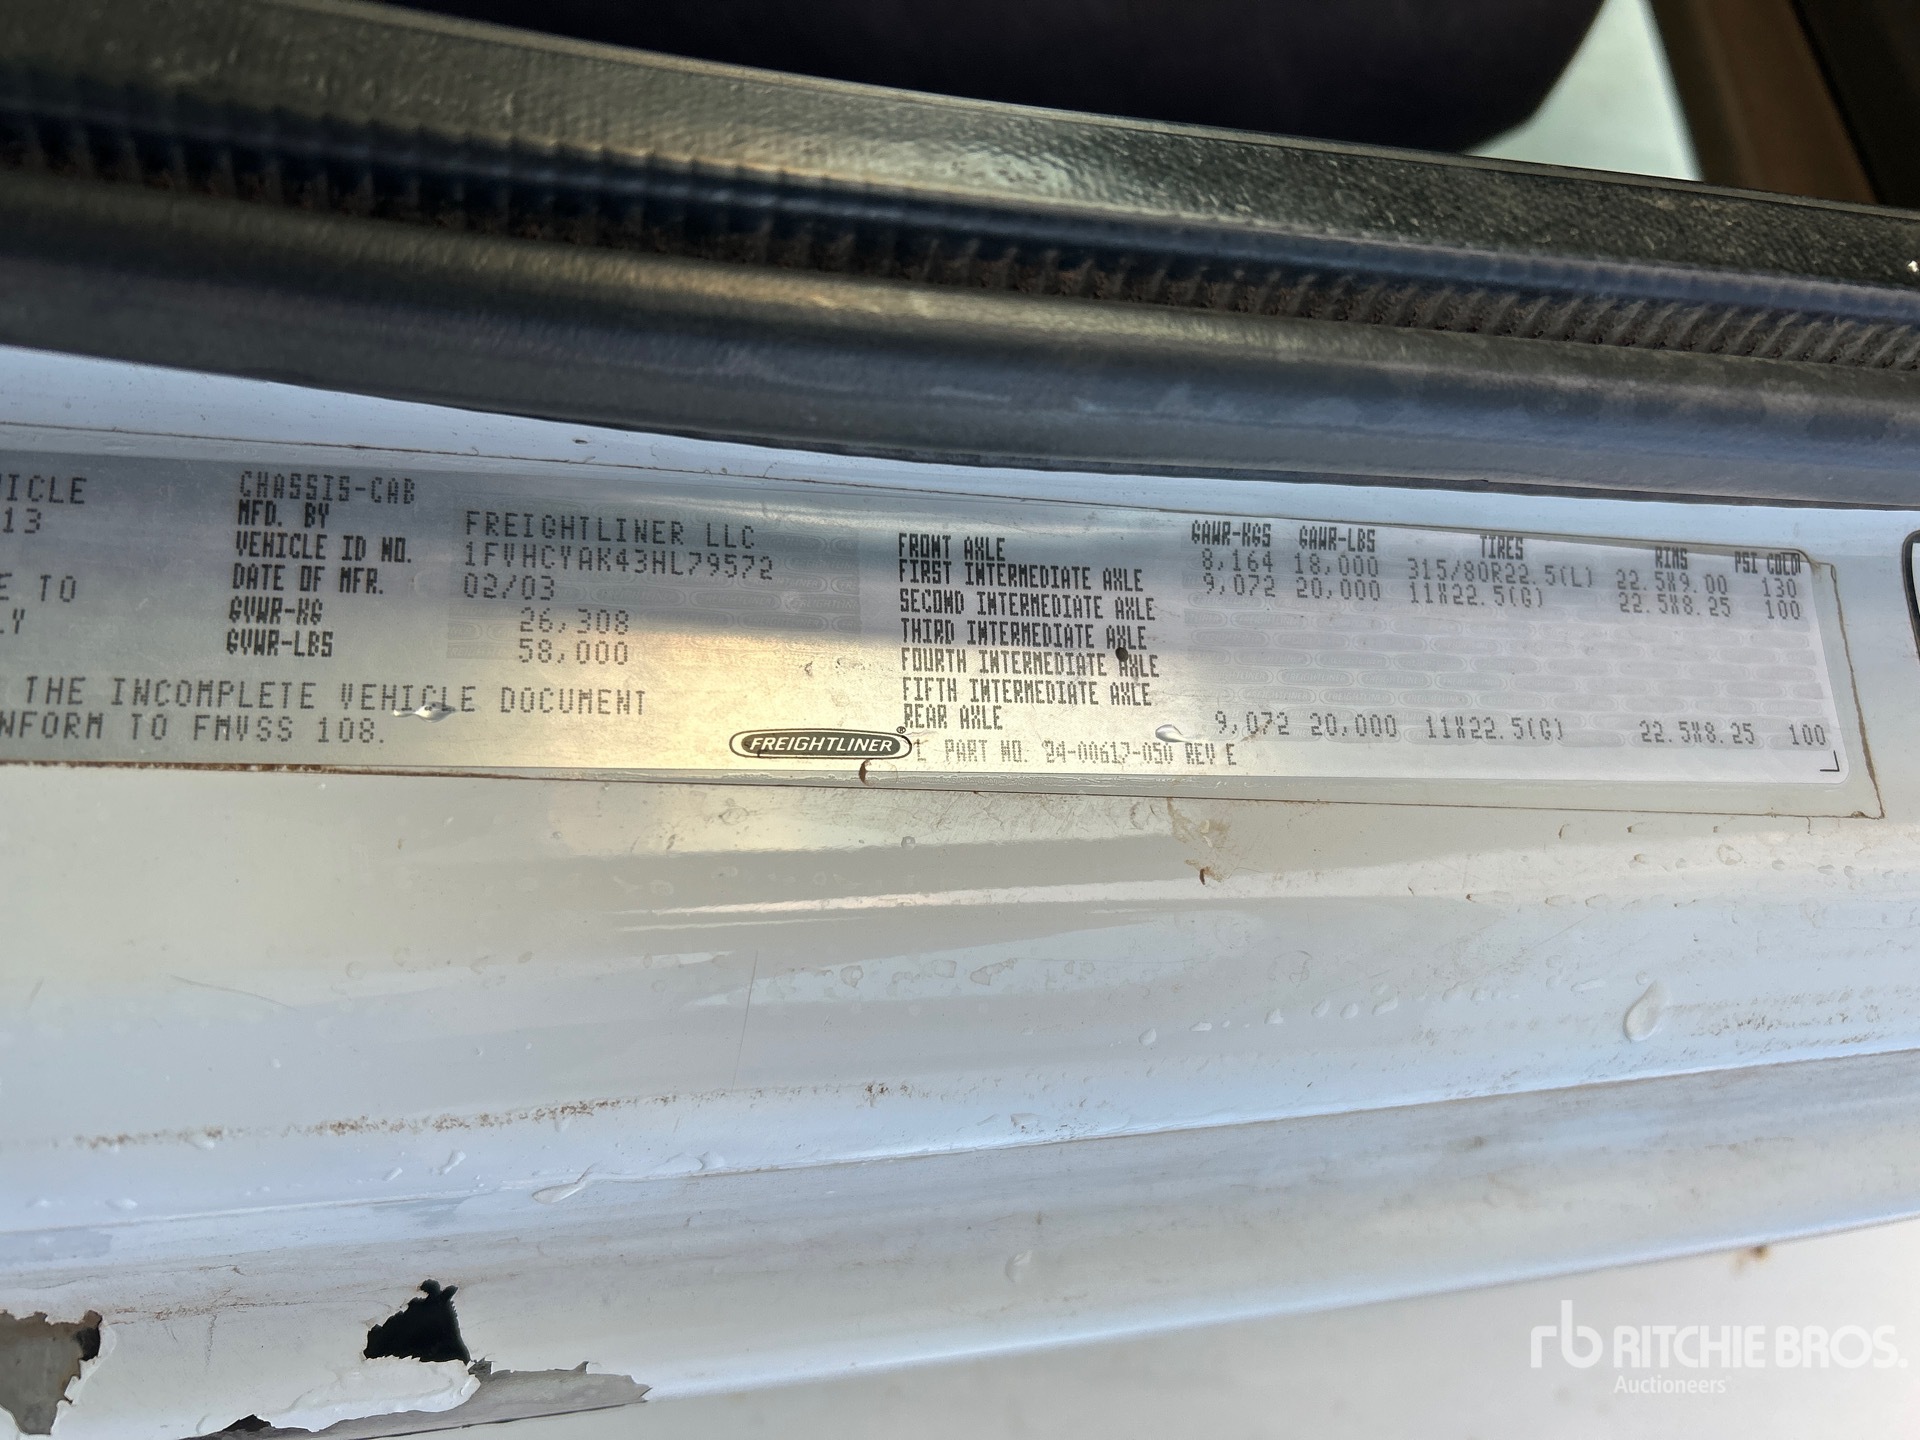 ICLE
13
E TO
LY
CHASSIS-CAB
MFD. BY FREIGHTLINER LLC
VEHICLE ID NO. 1FVHCYAK43HL79572
DATE OF MFR. 02/03
GVWR-KG 26,308
GVWR-LBS 58,000
THE INCOMPLETE VEHICLE DOCUMENT
NFORM TO FMVSS 108.
FREIGHTLINER®
GAWR-KGS GAWR-LBS TIRES RIMS PSI COLD
FRONT AXLE 8,164 18,000 315/80R22.5(L) 22.5X9.00 130
FIRST INTERMEDIATE AXLE 9,072 20,000 11X22.5(G) 22.5X8.25 100
SECOND INTERMEDIATE AXLE
THIRD INTERMEDIATE AXLE
FOURTH INTERMEDIATE AXLE
FIFTH INTERMEDIATE AXLE
REAR AXLE 9,072 20,000 11X22.5(G) 22.5X8.25 100
PART NO. 24-00617-050 REV E
rb RITCHIE BROS.
Auctioneers